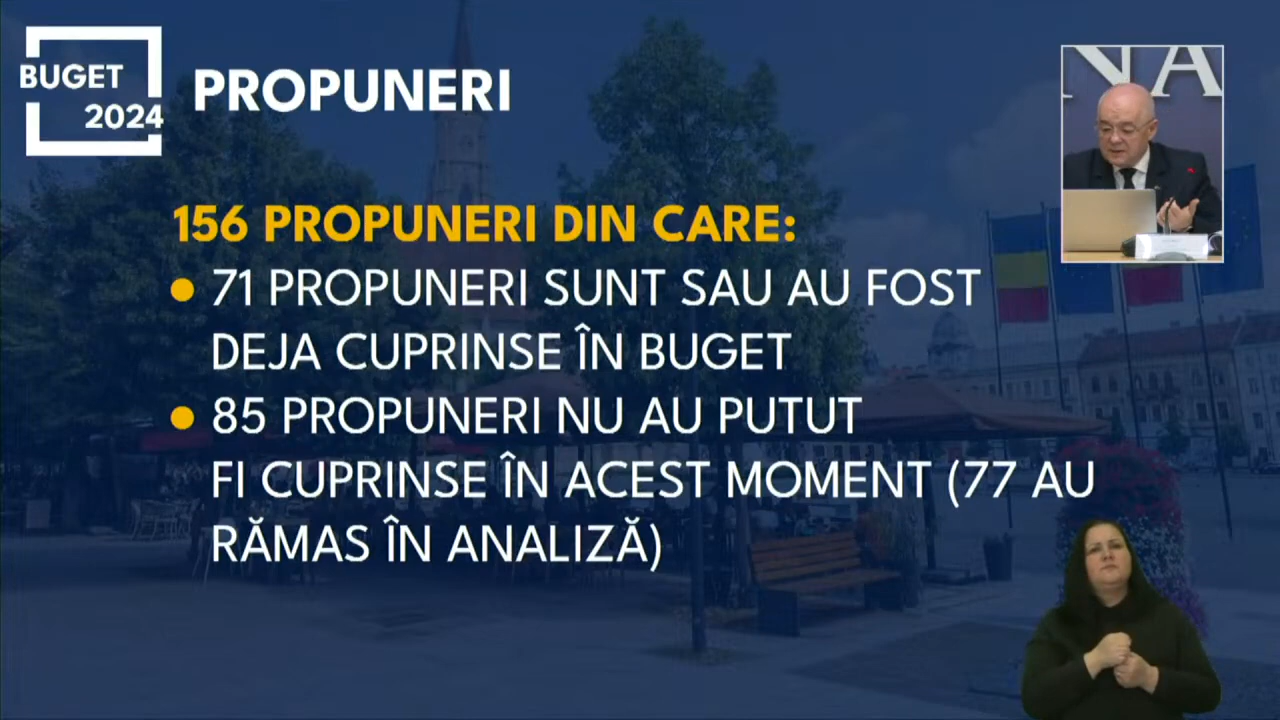 BUGET
2024
PROPUNERI
NA
156 PROPUNERI DIN CARE:
71 PROPUNERI SUNT SAU AU FOST
DEJA CUPRINSE ÎN BUGET
85 PROPUNERI NU AU PUTUT
FI CUPRINSE ÎN ACEST MOMENT (77 AU
RĂMAS ÎN ANALIZĂ)